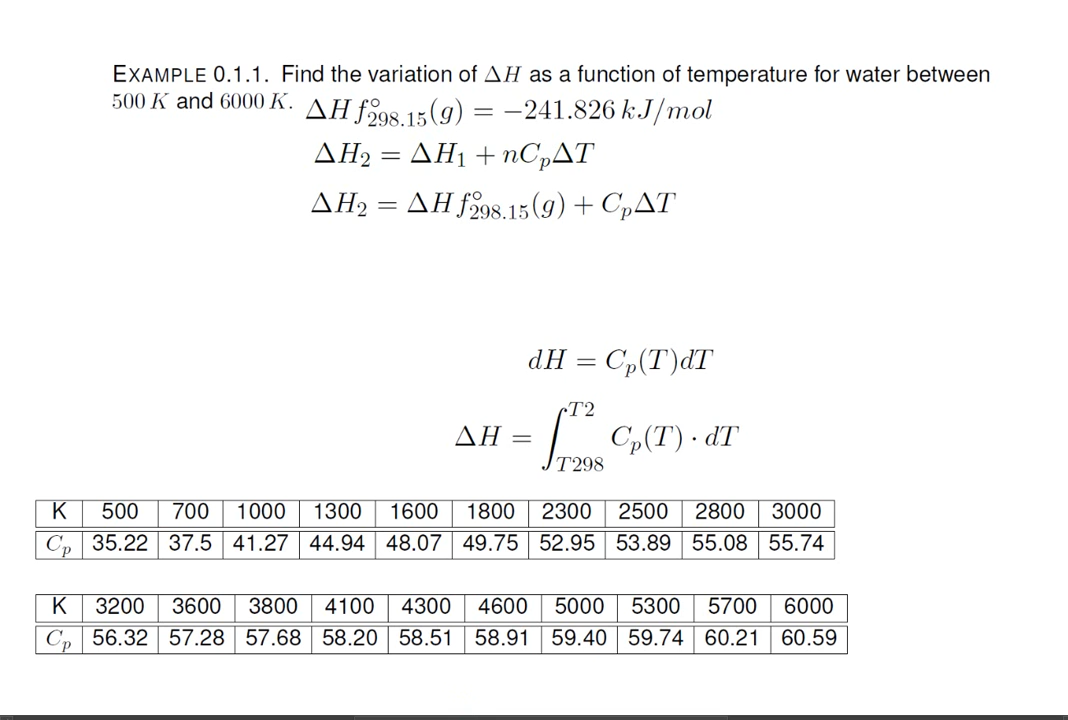 EXAMPLE 0.1.1. Find the variation of ΔH as a function of temperature for water between
500 K and 6000 K. ΔHf°298.15(g) = −241.826 kJ/mol
ΔH₂ = ΔH₁ + nCpΔT
ΔH₂ = ΔHf°298.15(g) + CpΔT
dH = Cp(T)dT
ΔH = ∫T298^T2 Cp(T) · dT
K 500 700 1000 1300 1600 1800 2300 2500 2800 3000
Cp 35.22 37.5 41.27 44.94 48.07 49.75 52.95 53.89 55.08 55.74
K 3200 3600 3800 4100 4300 4600 5000 5300 5700 6000
Cp 56.32 57.28 57.68 58.20 58.51 58.91 59.40 59.74 60.21 60.59